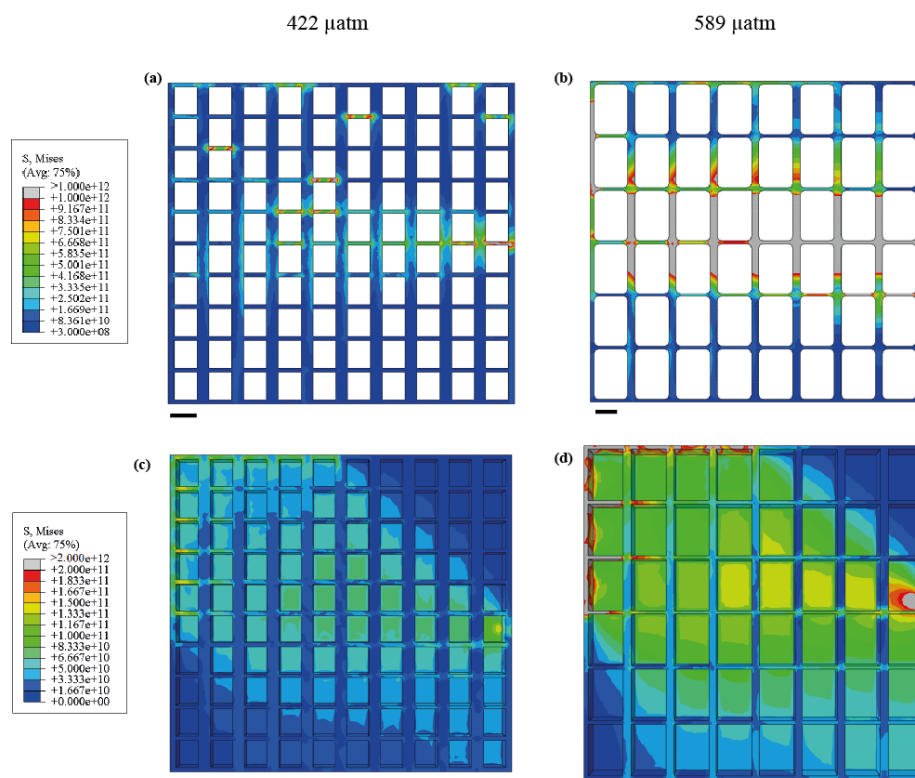 422 µatm
589 µatm
(a)
(b)
S, Mises
(Avg: 75%)
>1.000e+12
+1.000e+12
+9.167e+11
+8.334e+11
+7.501e+11
+6.668e+11
+5.835e+11
+5.001e+11
+4.168e+11
+3.335e+11
+2.502e+11
+1.669e+11
+8.361e+10
+3.000e+08
(c)
(d)
S, Mises
(Avg: 75%)
>2.000e+12
+2.000e+11
+1.833e+11
+1.667e+11
+1.500e+11
+1.333e+11
+1.167e+11
+1.000e+11
+8.333e+10
+6.667e+10
+5.000e+10
+3.333e+10
+1.667e+10
+0.000e+00